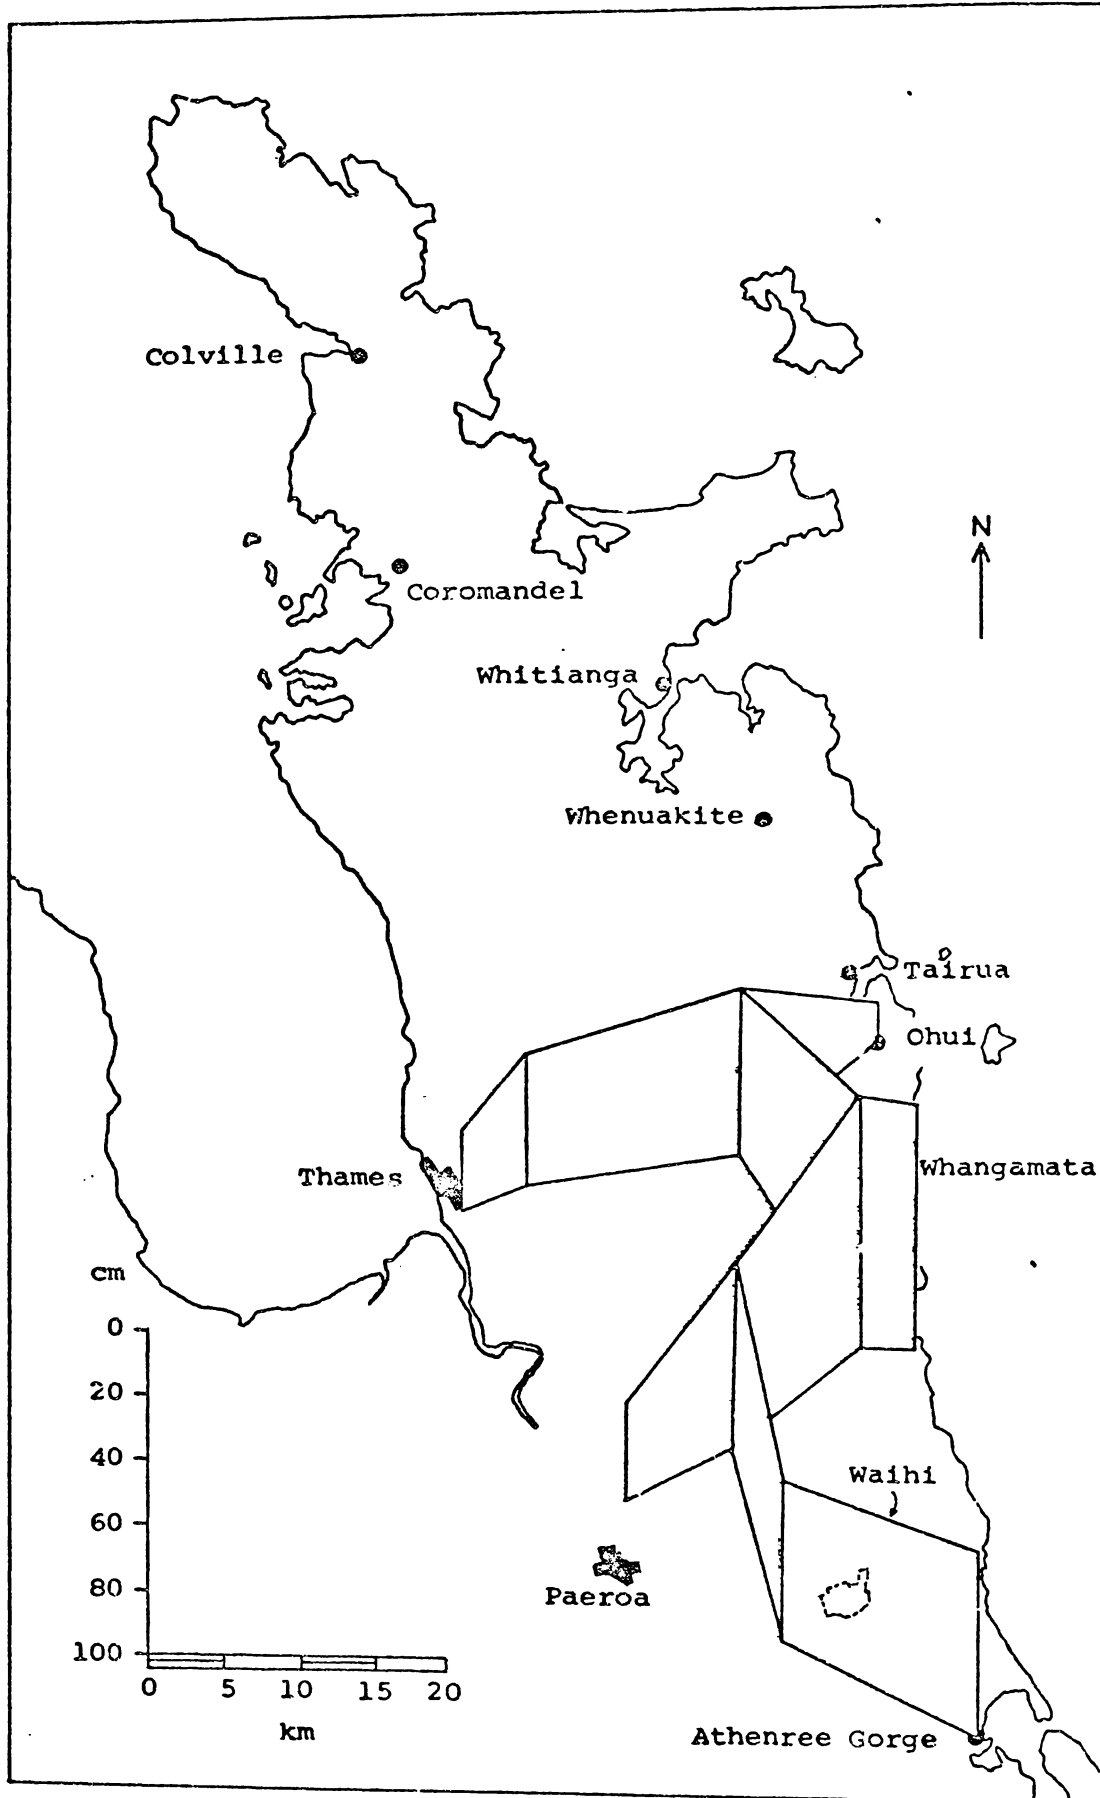 Colville
N
Coromandel
Whitianga
Whenuakite
Tairua
Ohui
Thames
Whangamata
cm
0
20
40
60
80
100
Waihi
Paeroa
0 5 10 15 20
km
Athenree Gorge